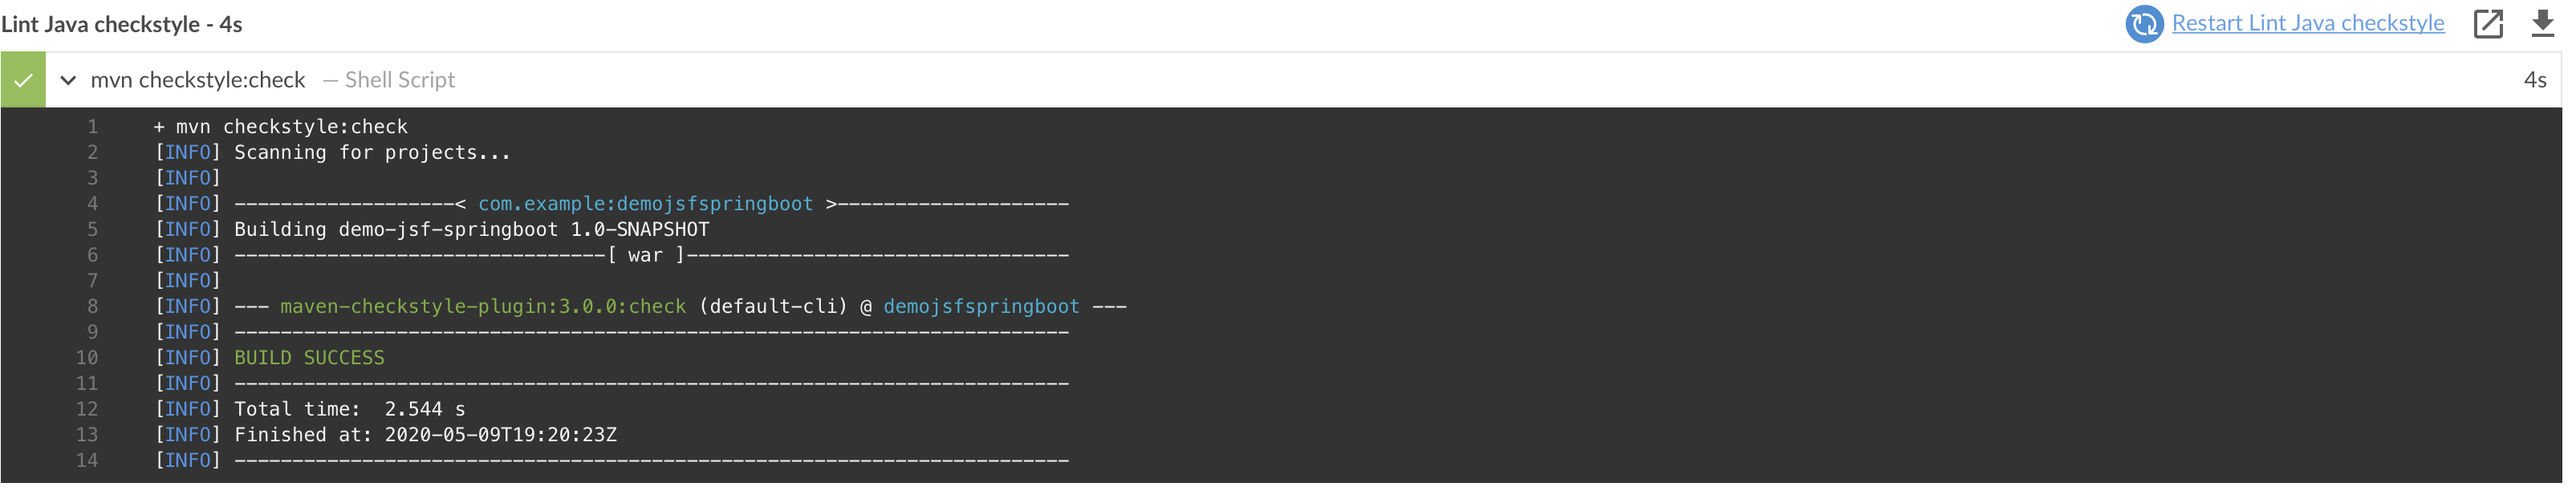 Lint Java checkstyle - 4s
Restart Lint Java checkstyle
mvn checkstyle:check — Shell Script
4s
1 + mvn checkstyle:check
2 [INFO] Scanning for projects...
3 [INFO]
4 [INFO] -------------------< com.example:demojsfspringboot >--------------------
5 [INFO] Building demo-jsf-springboot 1.0-SNAPSHOT
6 [INFO] --------------------------------[ war ]---------------------------------
7 [INFO]
8 [INFO] --- maven-checkstyle-plugin:3.0.0:check (default-cli) @ demojsfspringboot ---
9 [INFO] ------------------------------------------------------------------------
10 [INFO] BUILD SUCCESS
11 [INFO] ------------------------------------------------------------------------
12 [INFO] Total time:  2.544 s
13 [INFO] Finished at: 2020-05-09T19:20:23Z
14 [INFO] ------------------------------------------------------------------------